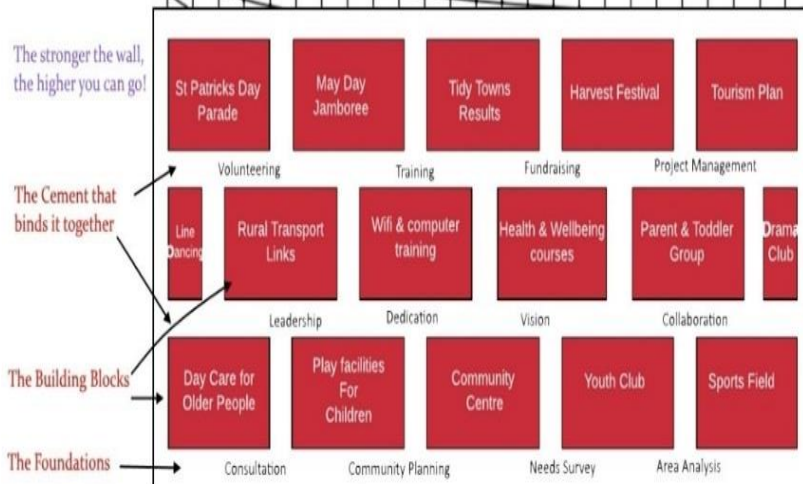 The stronger the wall,
the higher you can go!
St Patricks Day
Parade
May Day
Jamboree
Tidy Towns
Results
Harvest Festival
Tourism Plan
Volunteering
Training
Fundraising
Project Management
The Cement that
binds it together
Line
Dancing
Rural Transport
Links
Wifi & computer
training
Health & Wellbeing
courses
Parent & Toddler
Group
Drama
Club
Leadership
Dedication
Vision
Collaboration
The Building Blocks
Day Care for
Older People
Play facilities
For
Children
Community
Centre
Youth Club
Sports Field
The Foundations
Consultation
Community Planning
Needs Survey
Area Analysis